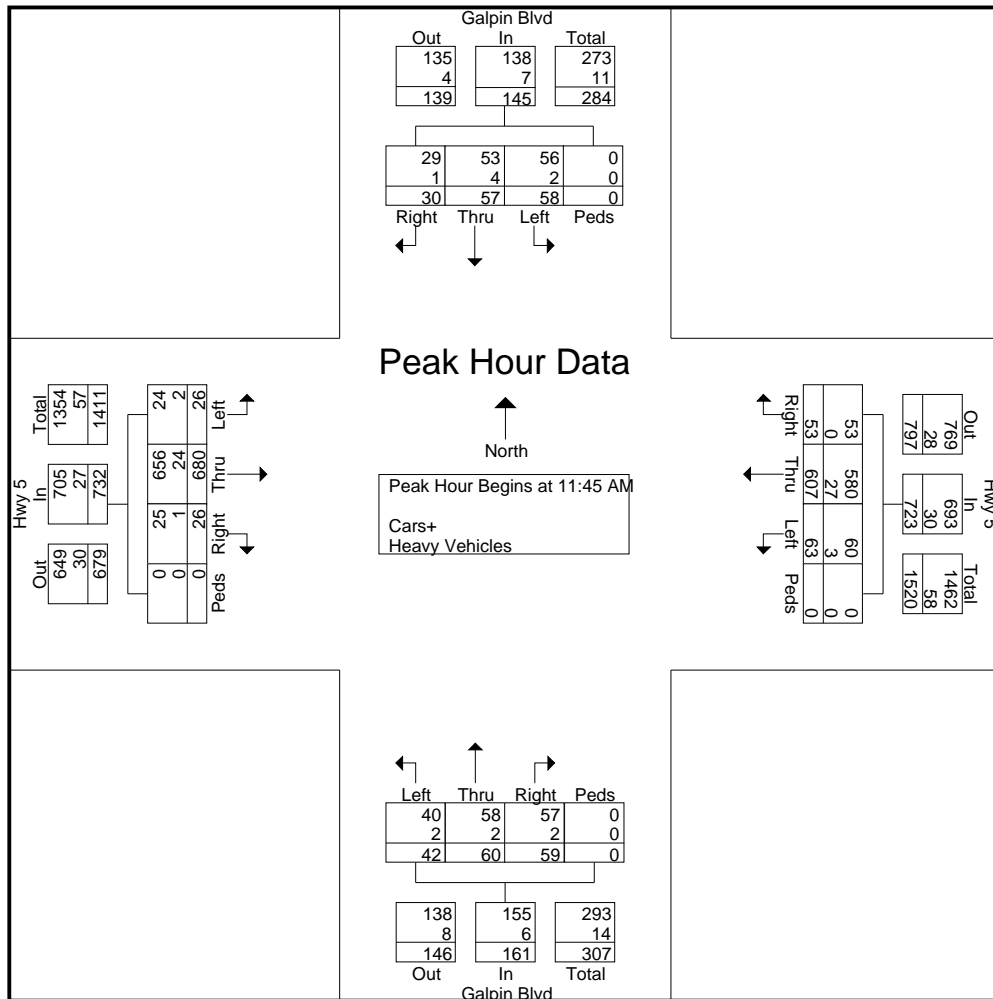 Galpin Blvd
Out In Total
135 138 273
4 7 11
139 145 284
29 53 56 0
1 4 2 0
30 57 58 0
Right Thru Left Peds
Peak Hour Data
North
Peak Hour Begins at 11:45 AM
Cars+
Heavy Vehicles
Hwy 5
Out In Total
649 705 1354
30 27 57
679 732 1411
24 656 25 0
2 24 1 0
26 680 26 0
Left Thru Right Peds
Hwy 5
Out In Total
769 693 1462
28 30 58
797 723 1520
53 580 60 0
0 27 3 0
53 607 63 0
Right Thru Left Peds
Left Thru Right Peds
40 58 57 0
2 2 2 0
42 60 59 0
138 155 293
8 6 14
146 161 307
Out In Total
Galpin Blvd